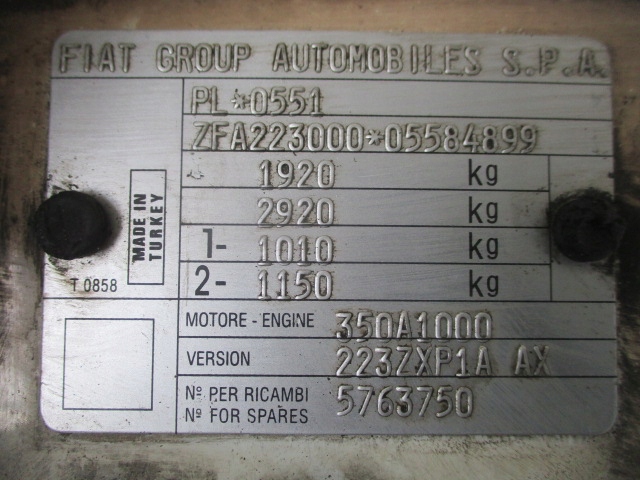 FIAT GROUP AUTOMOBILES S.P.A.
PL*0551
ZFA223000*05584899
1920 kg
2920 kg
1- 1010 kg
2- 1150 kg
MADE IN
TURKEY
T 0858
MOTORE - ENGINE 350A1000
VERSION 223ZXP1A AX
Nº PER RICAMBI 5763750
Nº FOR SPARES